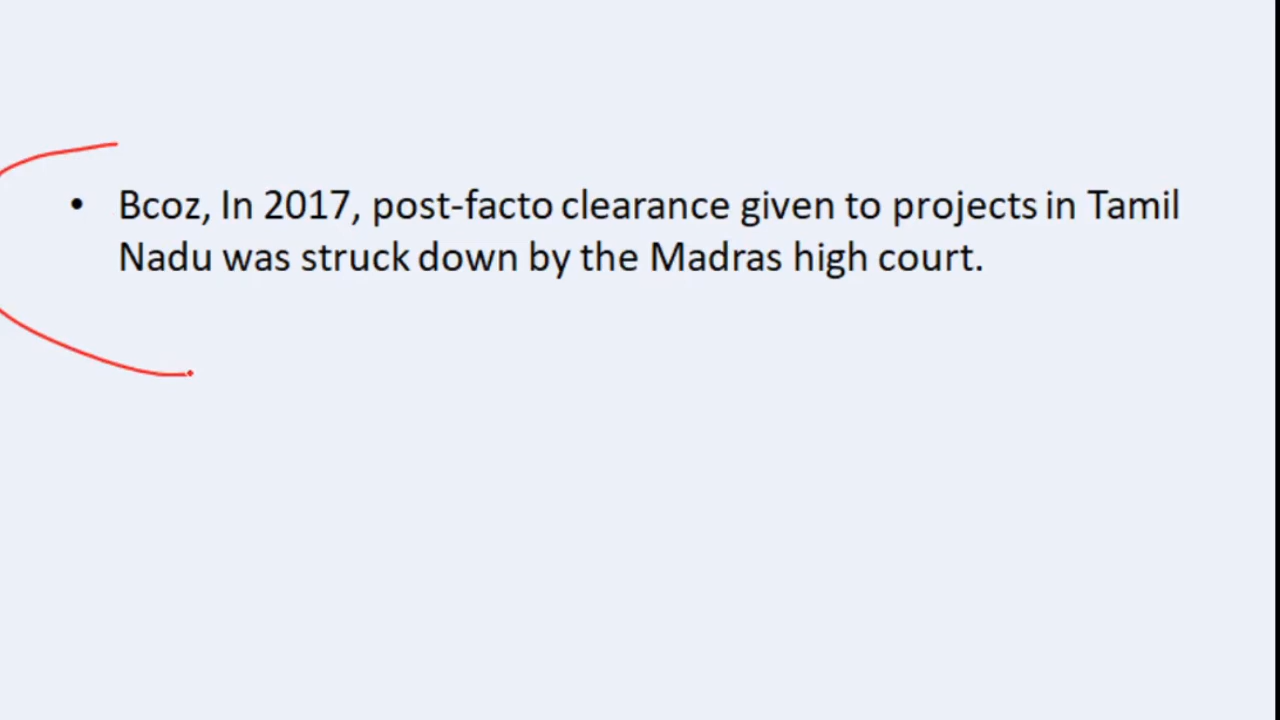 • Bcoz, In 2017, post-facto clearance given to projects in Tamil
Nadu was struck down by the Madras high court.